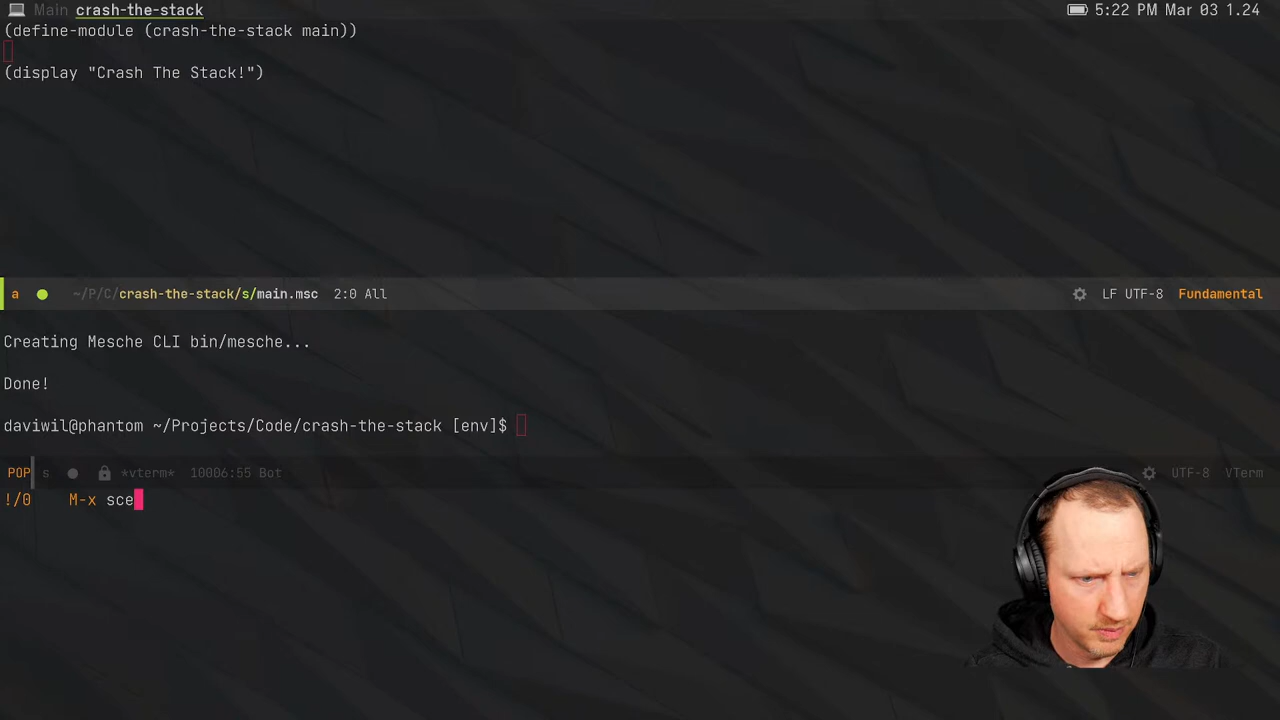 Main crash-the-stack 5:22 PM Mar 03 1.24
(define-module (crash-the-stack main))
(display "Crash The Stack!")
a ~/P/C/crash-the-stack/s/main.msc 2:0 All LF UTF-8 Fundamental
Creating Mesche CLI bin/mesche...
Done!
daviwil@phantom ~/Projects/Code/crash-the-stack [env]$
POP s *vterm* 10006:55 Bot UTF-8 VTerm
!/0 M-x sce